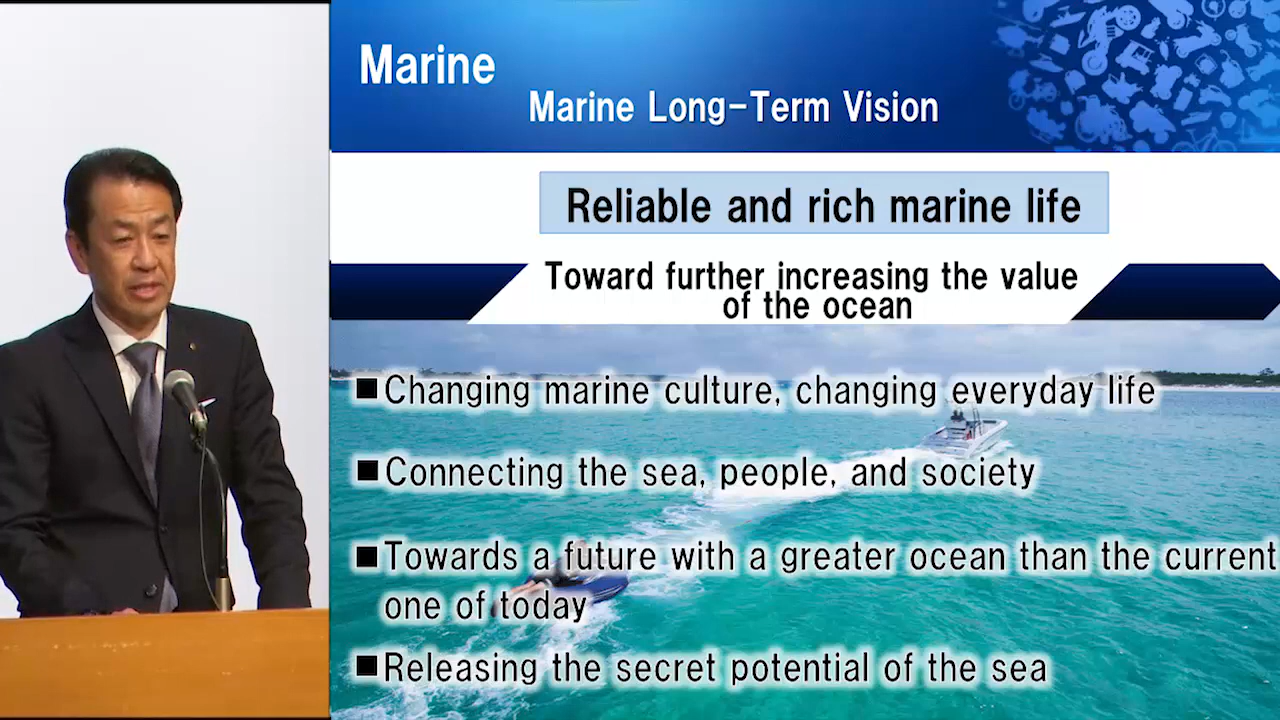 Marine
Marine Long-Term Vision
Reliable and rich marine life
Toward further increasing the value
of the ocean
■Changing marine culture, changing everyday life
■Connecting the sea, people, and society
■Towards a future with a greater ocean than the current
one of today
■Releasing the secret potential of the sea